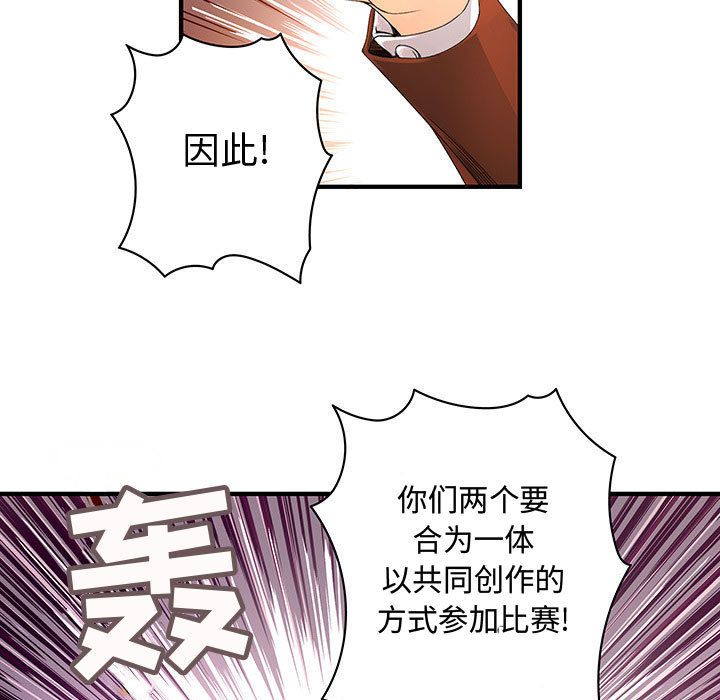 因此!
你们两个要
合为一体
以共同创作的
方式参加比赛!
轰